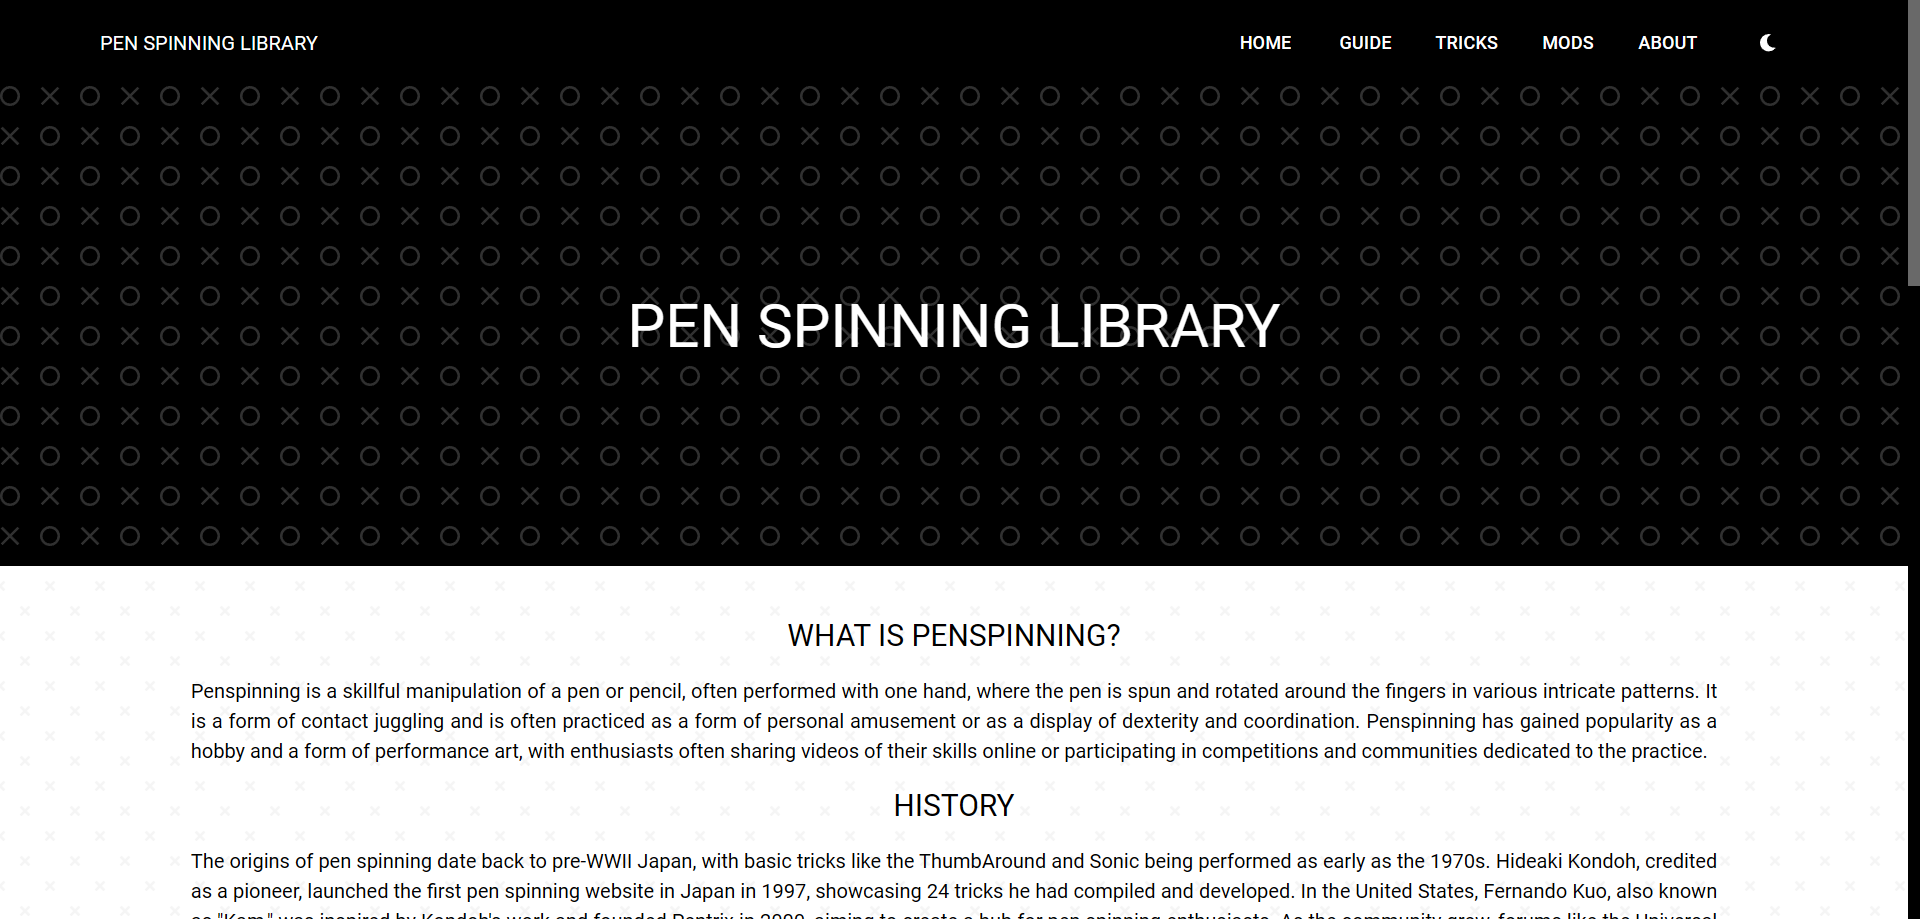 PEN SPINNING LIBRARY
HOME GUIDE TRICKS MODS ABOUT
PEN SPINNING LIBRARY
WHAT IS PENSPINNING?
Penspinning is a skillful manipulation of a pen or pencil, often performed with one hand, where the pen is spun and rotated around the fingers in various intricate patterns. It
is a form of contact juggling and is often practiced as a form of personal amusement or as a display of dexterity and coordination. Penspinning has gained popularity as a
hobby and a form of performance art, with enthusiasts often sharing videos of their skills online or participating in competitions and communities dedicated to the practice.
HISTORY
The origins of pen spinning date back to pre-WWII Japan, with basic tricks like the ThumbAround and Sonic being performed as early as the 1970s. Hideaki Kondoh, credited
as a pioneer, launched the first pen spinning website in Japan in 1997, showcasing 24 tricks he had compiled and developed. In the United States, Fernando Kuo, also known